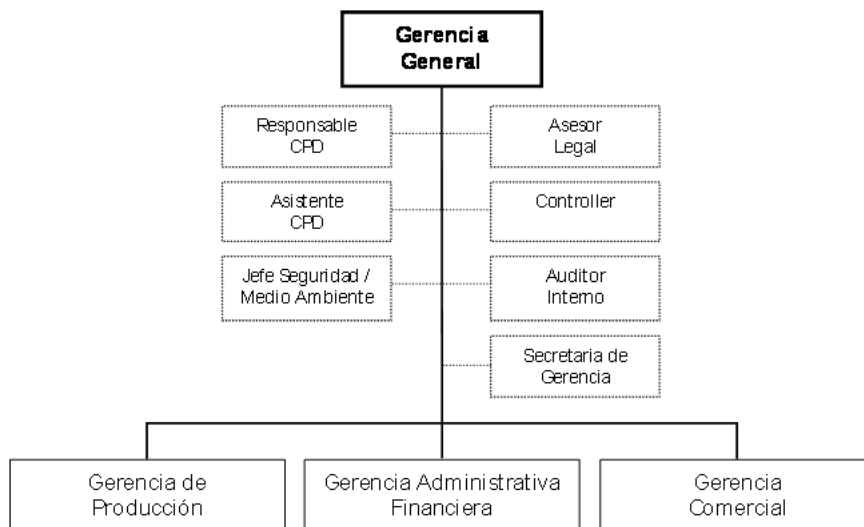 Gerencia
General
Responsable
CPD
Asesor
Legal
Asistente
CPD
Controller
Jefe Seguridad /
Medio Ambiente
Auditor
Interno
Secretaria de
Gerencia
Gerencia de
Producción
Gerencia Administrativa
Financiera
Gerencia
Comercial